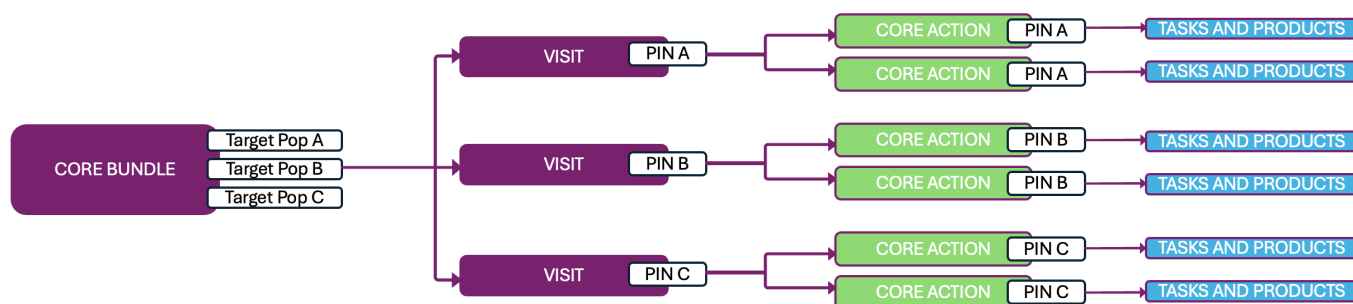 CORE BUNDLE
Target Pop A
Target Pop B
Target Pop C
VISIT PIN A
CORE ACTION PIN A TASKS AND PRODUCTS
CORE ACTION PIN A TASKS AND PRODUCTS
VISIT PIN B
CORE ACTION PIN B TASKS AND PRODUCTS
CORE ACTION PIN B TASKS AND PRODUCTS
VISIT PIN C
CORE ACTION PIN C TASKS AND PRODUCTS
CORE ACTION PIN C TASKS AND PRODUCTS